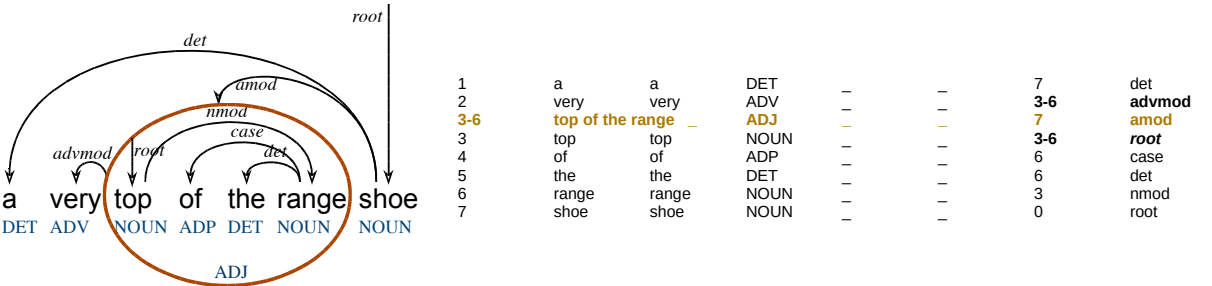 root
det
amod
nmod
case
advmod root det
a very top of the range shoe
DET ADV NOUN ADP DET NOUN NOUN
ADJ
1 a a DET _ _ 7 det
2 very very ADV _ _ 3-6 advmod
3-6 top of the range _ ADJ _ _ 7 amod
3 top top NOUN _ _ 3-6 root
4 of of ADP _ _ 6 case
5 the the DET _ _ 6 det
6 range range NOUN _ _ 3 nmod
7 shoe shoe NOUN _ _ 0 root